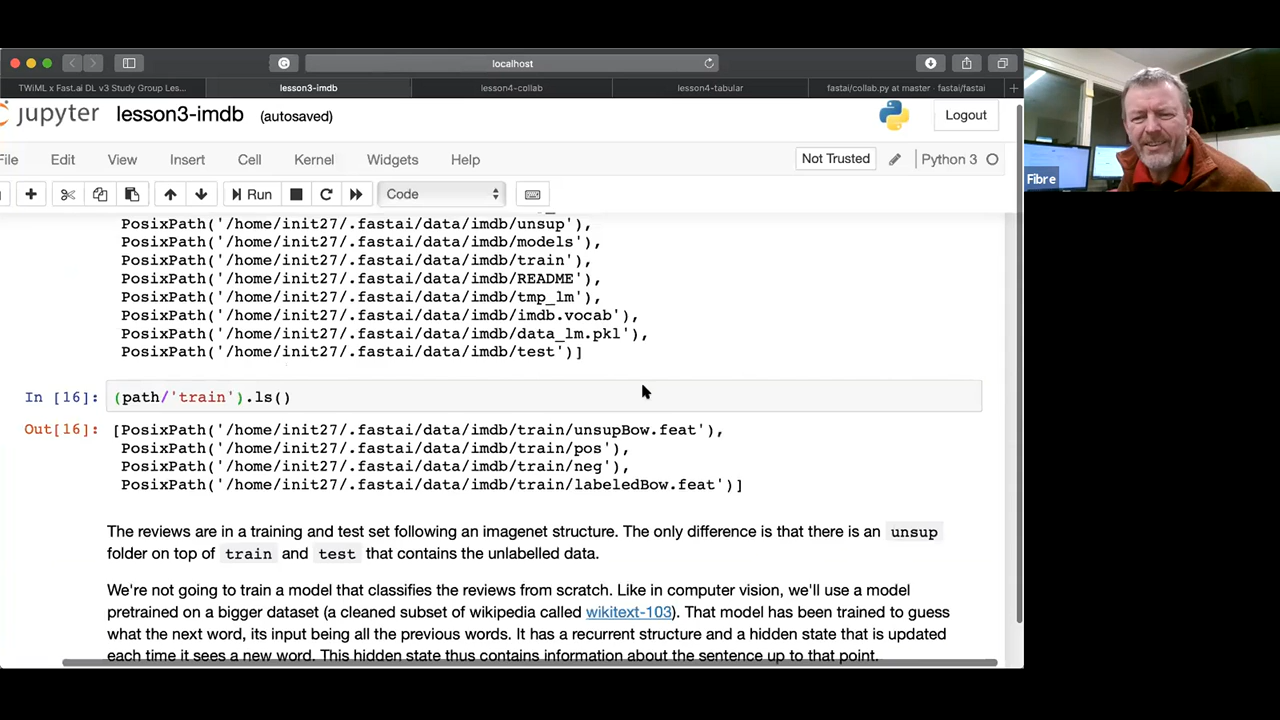 localhost
TWiML x Fast.ai DL v3 Study Group Les...
lesson3-imdb
lesson4-collab
lesson4-tabular
fastai/collab.py at master · fastai/fastai
jupyter lesson3-imdb (autosaved)
Logout
File Edit View Insert Cell Kernel Widgets Help
Not Trusted
Python 3
Run
Code
Fibre
PosixPath('/home/init27/.fastai/data/imdb/unsup'),
PosixPath('/home/init27/.fastai/data/imdb/models'),
PosixPath('/home/init27/.fastai/data/imdb/train'),
PosixPath('/home/init27/.fastai/data/imdb/README'),
PosixPath('/home/init27/.fastai/data/imdb/tmp_lm'),
PosixPath('/home/init27/.fastai/data/imdb/imdb.vocab'),
PosixPath('/home/init27/.fastai/data/imdb/data_lm.pkl'),
PosixPath('/home/init27/.fastai/data/imdb/test')]
In [16]: (path/'train').ls()
Out[16]: [PosixPath('/home/init27/.fastai/data/imdb/train/unsupBow.feat'),
PosixPath('/home/init27/.fastai/data/imdb/train/pos'),
PosixPath('/home/init27/.fastai/data/imdb/train/neg'),
PosixPath('/home/init27/.fastai/data/imdb/train/labeledBow.feat')]
The reviews are in a training and test set following an imagenet structure. The only difference is that there is an unsup
folder on top of train and test that contains the unlabelled data.
We're not going to train a model that classifies the reviews from scratch. Like in computer vision, we'll use a model
pretrained on a bigger dataset (a cleaned subset of wikipedia called wikitext-103). That model has been trained to guess
what the next word, its input being all the previous words. It has a recurrent structure and a hidden state that is updated
each time it sees a new word. This hidden state thus contains information about the sentence up to that point.